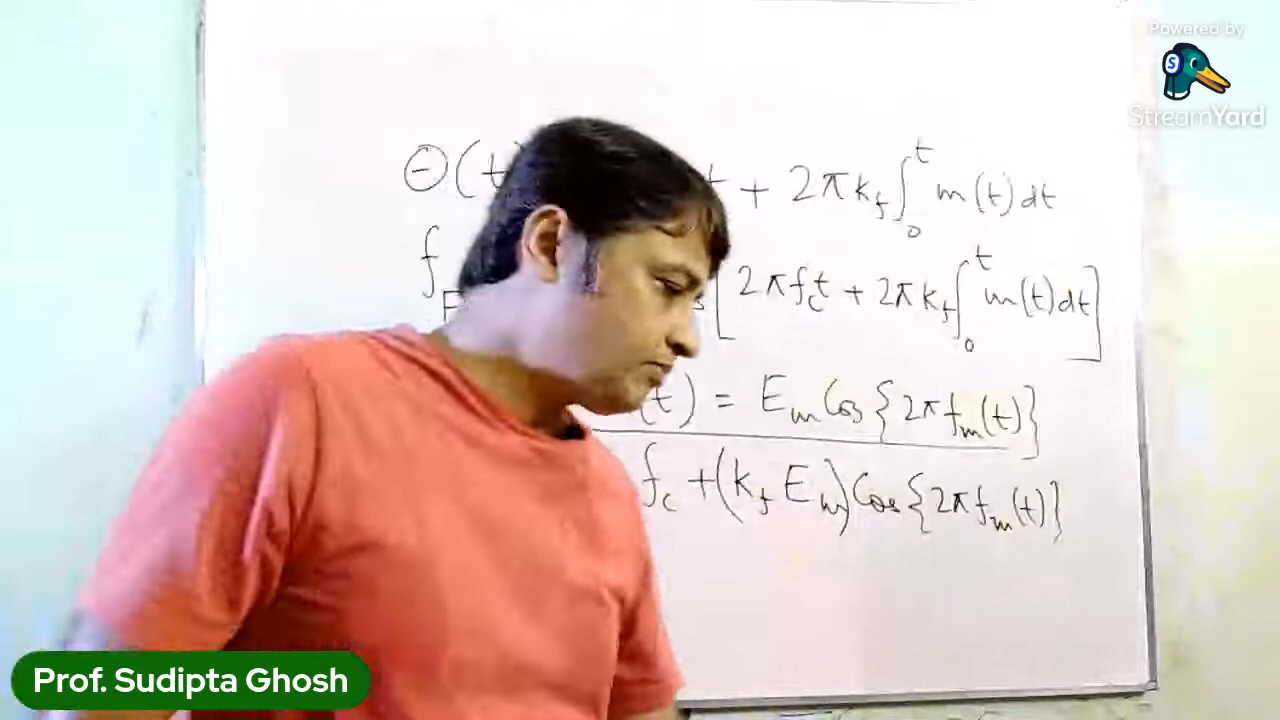 Powered by
StreamYard
Θ(t + 2πk_f∫₀ᵗ m(t)dt
f [2πf_ct + 2πk_f∫₀ᵗ m(t)dt]
(t) = E_m Cos{2πf_m(t)}
f_c + (k_f E_m) Cos{2πf_m(t)}
Prof. Sudipta Ghosh